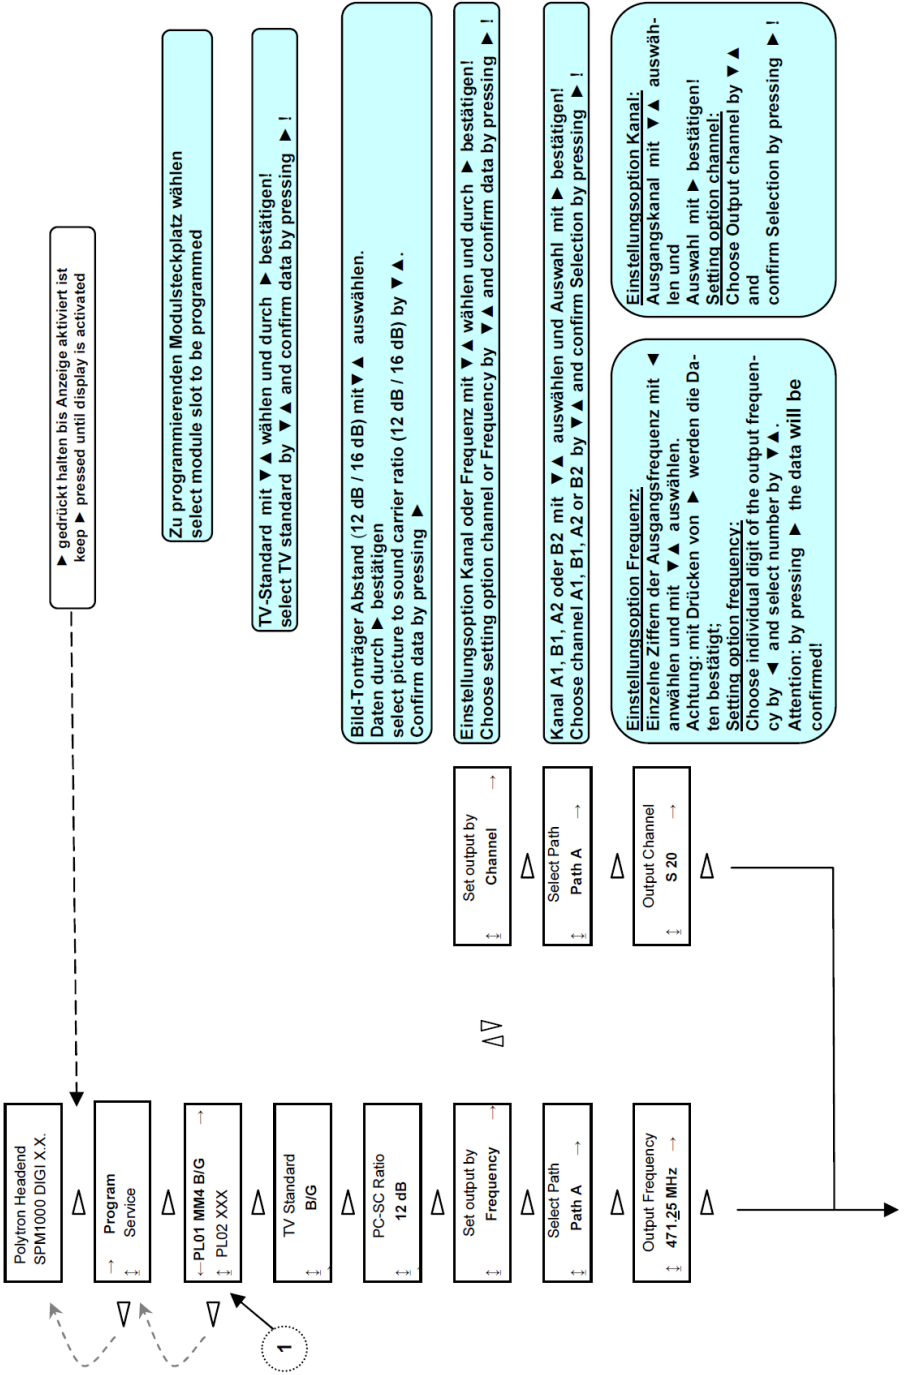 Polytron Headend
SPM1000 DIGI X.X.
→ Program
↕ Service
► gedrückt halten bis Anzeige aktiviert ist
keep ► pressed until display is activated
←PL01 MM4 B/G →
↕ PL02 XXX
Zu programmierenden Modulsteckplatz wählen
select module slot to be programmed
1
TV Standard
↕ B/G
TV-Standard mit ▼▲ wählen und durch ► bestätigen!
select TV standard by ▼▲ and confirm data by pressing ► !
PC-SC Ratio
↕ 12 dB
Bild-Tonträger Abstand (12 dB / 16 dB) mit▼▲ auswählen.
Daten durch ► bestätigen
select picture to sound carrier ratio (12 dB / 16 dB) by ▼▲.
Confirm data by pressing ►
Set output by
↕ Frequency →
Set output by
↕ Channel →
Einstellungsoption Kanal oder Frequenz mit ▼▲ wählen und durch ► bestätigen!
Choose setting option channel or Frequency by ▼▲ and confirm data by pressing ► !
Select Path
↕ Path A →
Select Path
↕ Path A →
Kanal A1, B1, A2 oder B2 mit ▼▲ auswählen und Auswahl mit ► bestätigen!
Choose channel A1, B1, A2 or B2 by ▼▲ and confirm Selection by pressing ► !
Output Frequency
↕ 471.25 MHz →
Output Channel
↕ S 20 →
Einstellungsoption Frequenz:
Einzelne Ziffern der Ausgangsfrequenz mit ◄
anwählen und mit ▼▲ auswählen.
Achtung: mit Drücken von ► werden die Da-
ten bestätigt;
Setting option frequency:
Choose individual digit of the output frequen-
cy by ◄ and select number by ▼▲.
Attention: by pressing ► the data will be
confirmed!
Einstellungsoption Kanal:
Ausgangskanal mit ▼▲ auswäh-
len und
Auswahl mit ► bestätigen!
Setting option channel:
Choose Output channel by ▼▲
and
confirm Selection by pressing ► !